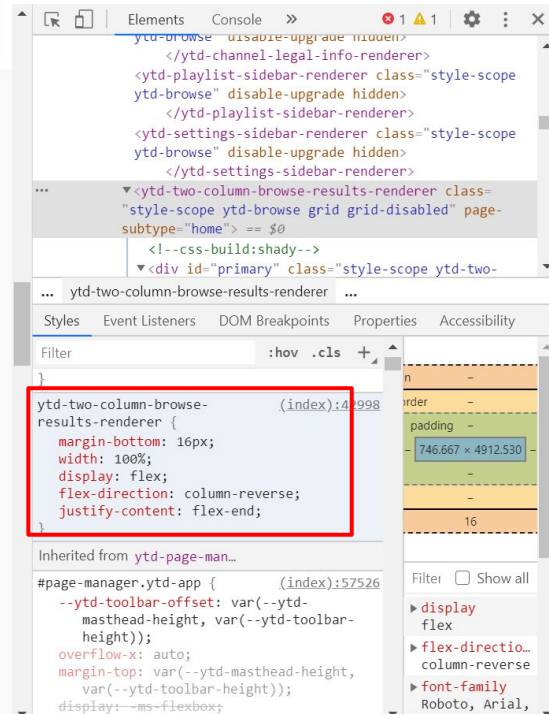 Elements Console » 1 1
ytd-browse" disable-upgrade hidden>
</ytd-channel-legal-info-renderer>
<ytd-playlist-sidebar-renderer class="style-scope
ytd-browse" disable-upgrade hidden>
</ytd-playlist-sidebar-renderer>
<ytd-settings-sidebar-renderer class="style-scope
ytd-browse" disable-upgrade hidden>
</ytd-settings-sidebar-renderer>
... ▼<ytd-two-column-browse-results-renderer class=
"style-scope ytd-browse grid grid-disabled" page-
subtype="home"> == $0
<!--css-build:shady-->
▼<div id="primary" class="style-scope ytd-two-
... ytd-two-column-browse-results-renderer ...
Styles Event Listeners DOM Breakpoints Properties Accessibility
Filter :hov .cls +
}
ytd-two-column-browse- (index):42998
results-renderer {
margin-bottom: 16px;
width: 100%;
display: flex;
flex-direction: column-reverse;
justify-content: flex-end;
}
Inherited from ytd-page-man…
#page-manager.ytd-app { (index):57526
--ytd-toolbar-offset: var(--ytd-
masthead-height, var(--ytd-toolbar-
height));
overflow-x: auto;
margin-top: var(--ytd-masthead-height,
var(--ytd-toolbar-height));
display: -ms-flexbox;
n –
order –
padding –
– 746.667 × 4912.530 –
–
–
16
Filter Show all
▶display
flex
▶flex-directio…
column-reverse
▶font-family
Roboto, Arial,